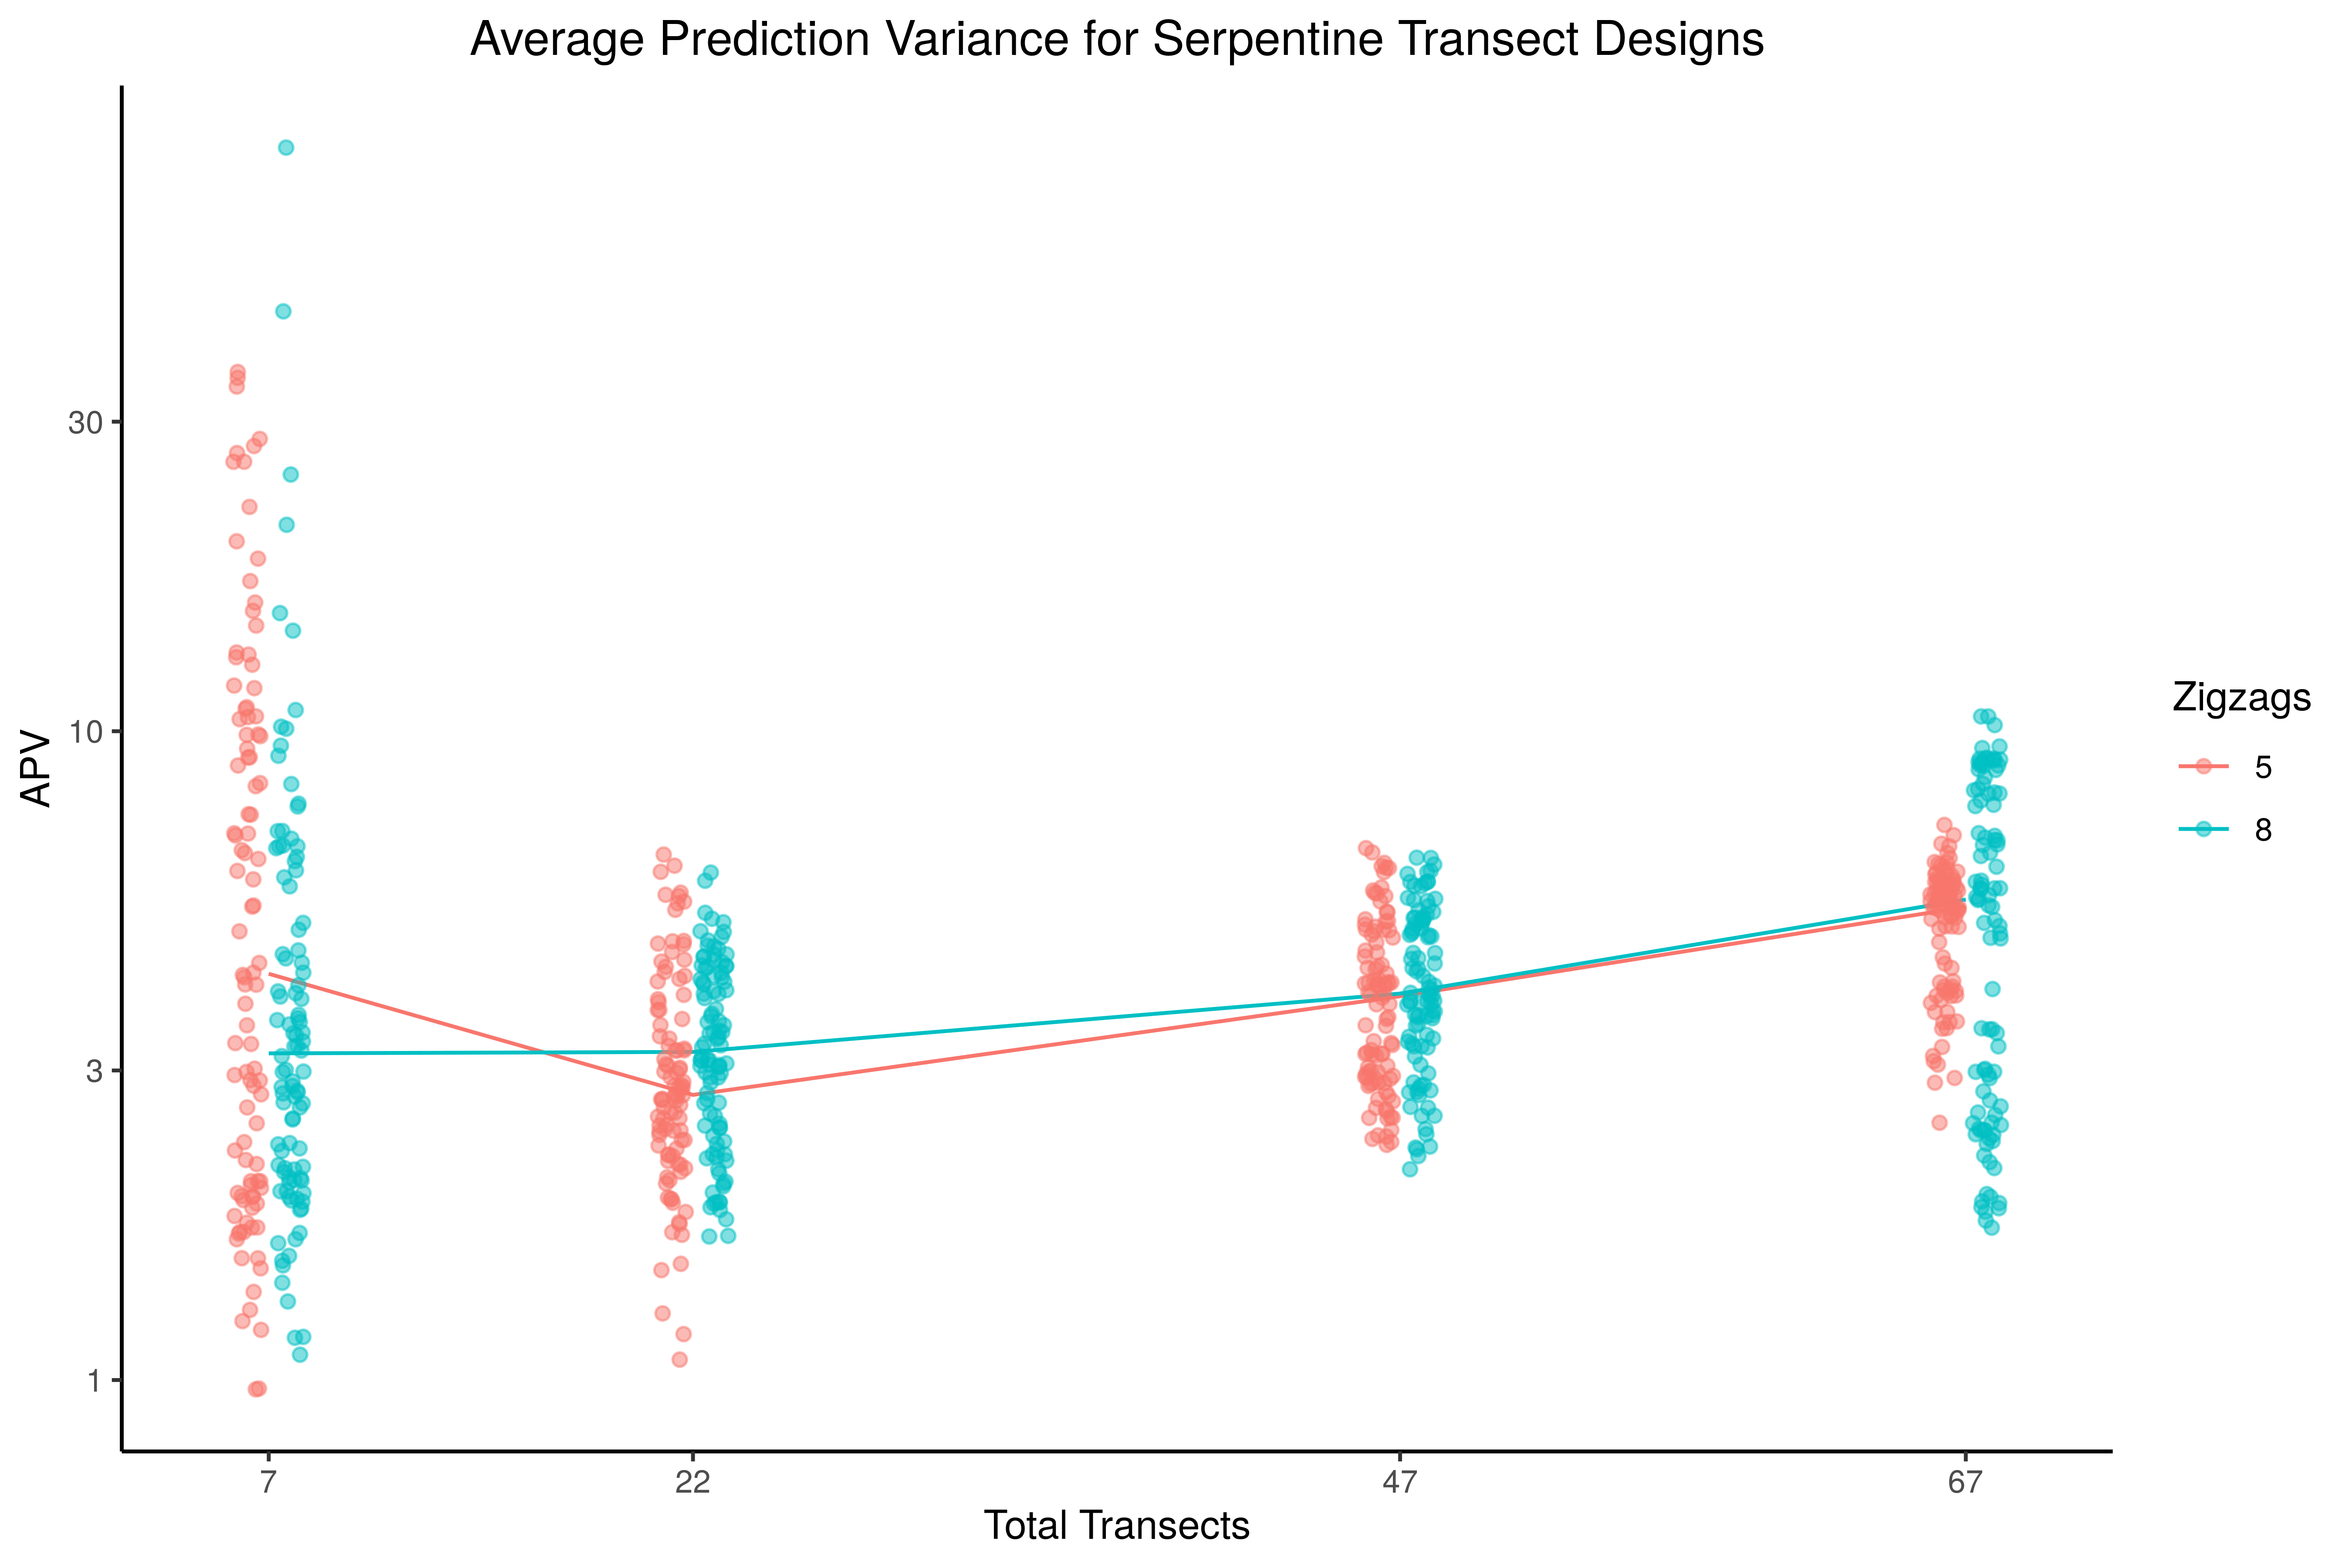 Average Prediction Variance for Serpentine Transect Designs
APV
30
10
3
1
7 22 47 67
Total Transects
Zigzags
5
8